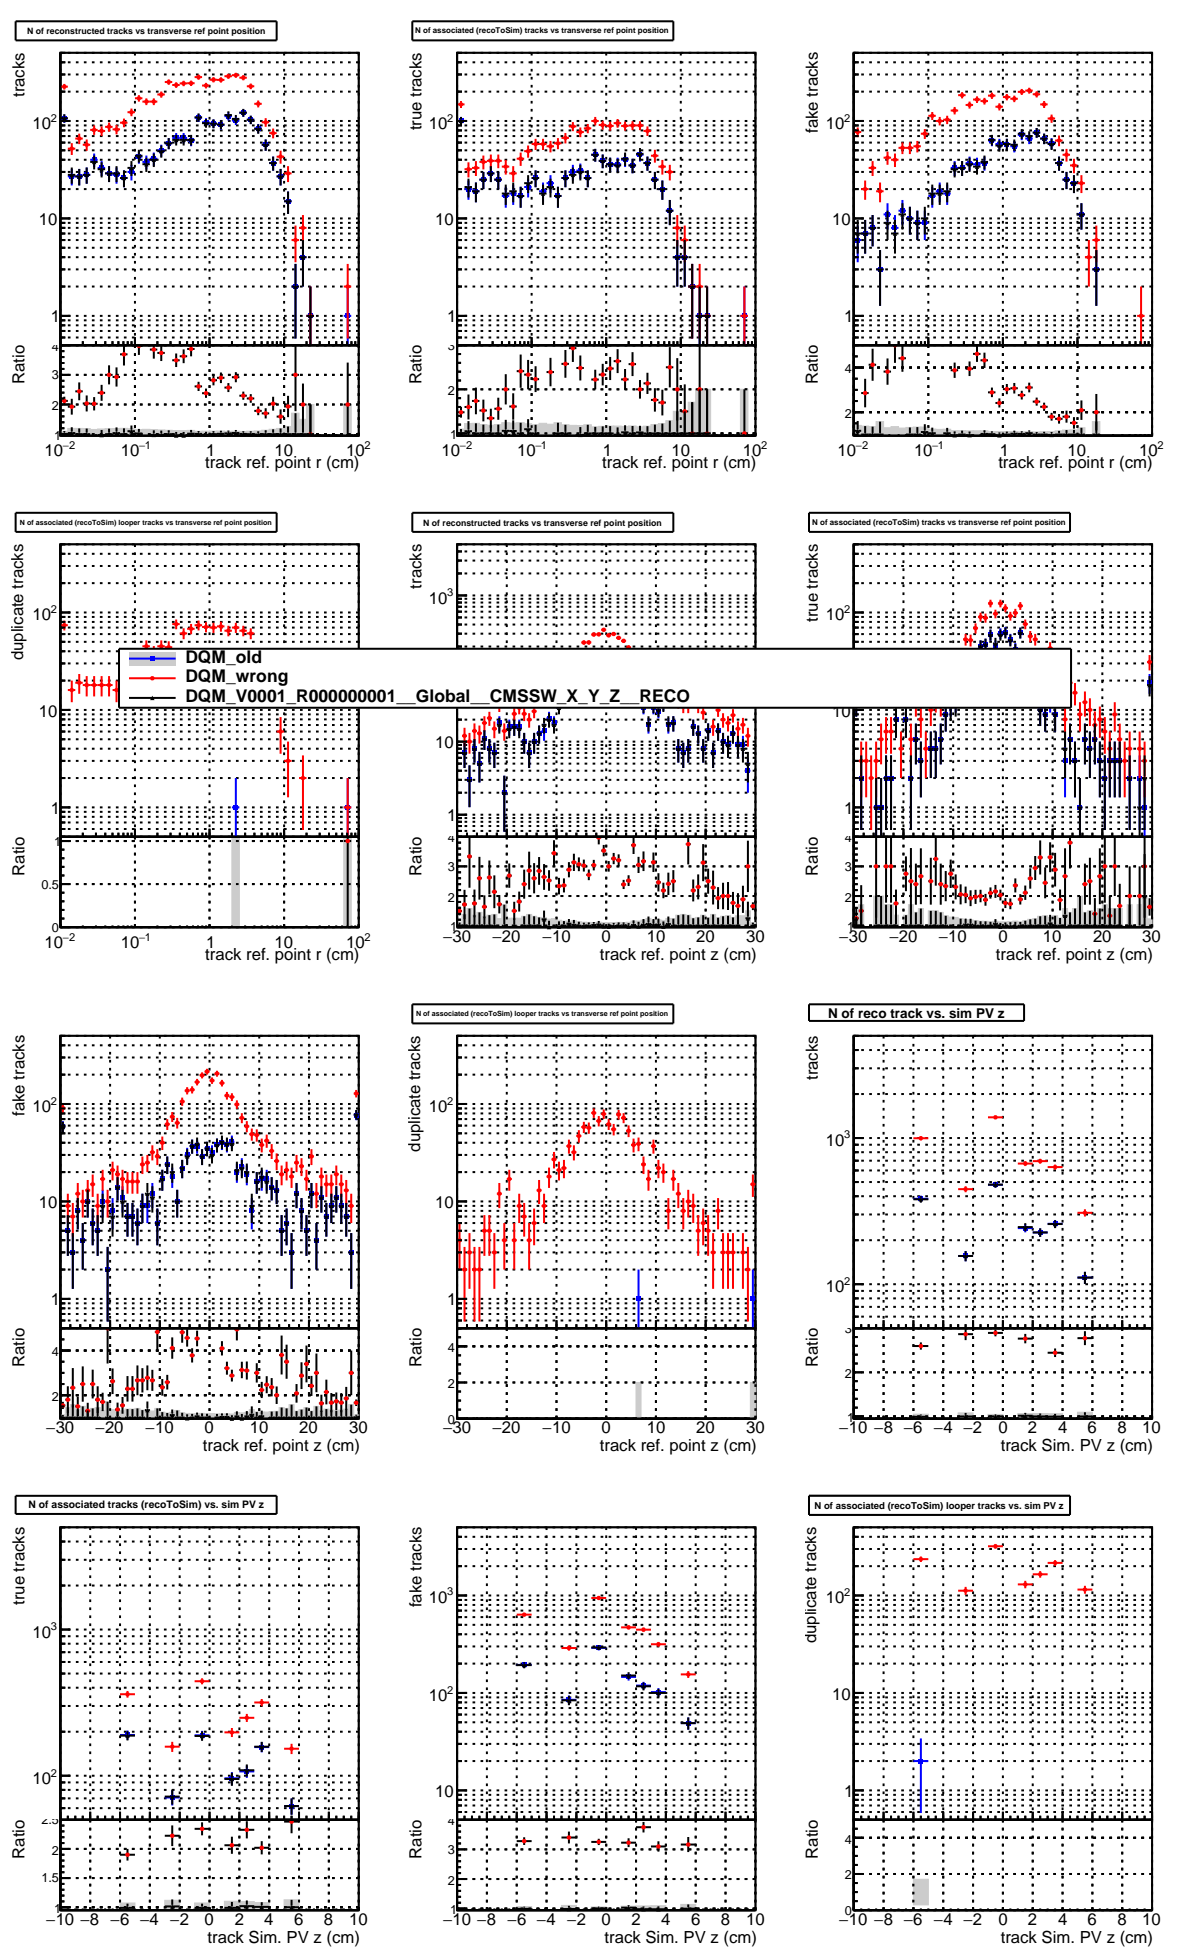 N of reconstructed tracks vs transverse ref point position
tracks
10²
10
1
Ratio
4
3
2
10⁻² 10⁻¹ 1 10 10²
track ref. point r (cm)
N of associated (recoToSim) tracks vs transverse ref point position
true tracks
10²
10
1
Ratio
3
2
1
10⁻² 10⁻¹ 1 10 10²
track ref. point r (cm)
fake tracks
10²
10
1
Ratio
4
2
10⁻² 10⁻¹ 1 10 10²
track ref. point r (cm)
N of associated (recoToSim) looper tracks vs transverse ref point position
duplicate tracks
10²
10
1
Ratio
1
0.5
0
10⁻² 10⁻¹ 1 10 10²
track ref. point r (cm)
N of reconstructed tracks vs transverse ref point position
tracks
10³
10
1
Ratio
4
3
2
1
−30 −20 −10 0 10 20 30
track ref. point z (cm)
N of associated (recoToSim) tracks vs transverse ref point position
true tracks
10²
10
1
Ratio
4
3
2
1
−30 −20 −10 0 10 20 30
track ref. point z (cm)
DQM_old
DQM_wrong
DQM_V0001_R000000001__Global__CMSSW_X_Y_Z__RECO
fake tracks
10²
10
1
Ratio
4
2
−30 −20 −10 0 10 20 30
track ref. point z (cm)
N of associated (recoToSim) looper tracks vs transverse ref point position
duplicate tracks
10²
10
1
Ratio
4
2
0
−30 −20 −10 0 10 20 30
track ref. point z (cm)
N of reco track vs. sim PV z
tracks
10³
10²
Ratio
3
2
1
−10 −8 −6 −4 −2 0 2 4 6 8 10
track Sim. PV z (cm)
N of associated tracks (recoToSim) vs. sim PV z
true tracks
10³
10²
Ratio
2.5
2
1.5
1
−10 −8 −6 −4 −2 0 2 4 6 8 10
track Sim. PV z (cm)
fake tracks
10³
10²
10
Ratio
4
3
2
1
−10 −8 −6 −4 −2 0 2 4 6 8 10
track Sim. PV z (cm)
N of associated (recoToSim) looper tracks vs. sim PV z
duplicate tracks
10²
10
1
Ratio
4
2
0
−10 −8 −6 −4 −2 0 2 4 6 8 10
track Sim. PV z (cm)